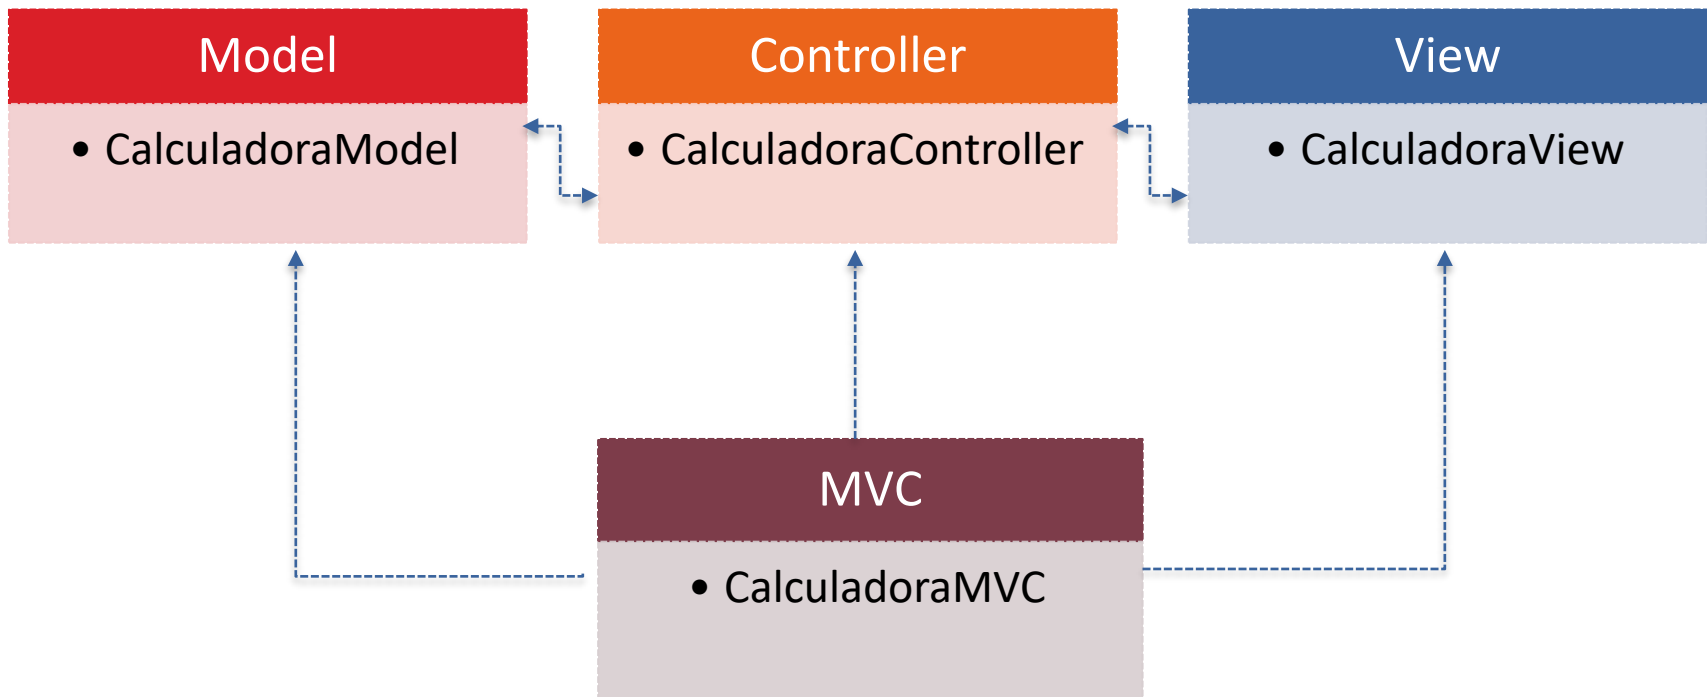 Model
• CalculadoraModel
Controller
• CalculadoraController
View
• CalculadoraView
MVC
• CalculadoraMVC